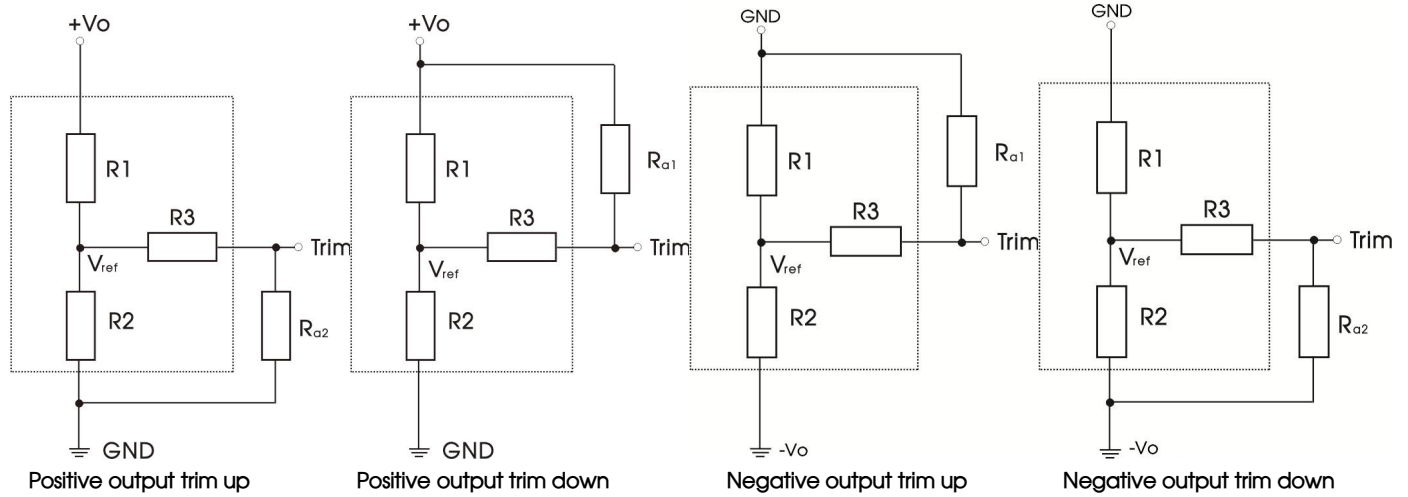 +Vo
R1
R3
Trim
Vref
R2
Ra2
GND
Positive output trim up
+Vo
R1
Ra1
R3
Trim
Vref
R2
GND
Positive output trim down
GND
R1
Ra1
R3
Trim
Vref
R2
-Vo
Negative output trim up
GND
R1
R3
Trim
Vref
R2
Ra2
-Vo
Negative output trim down